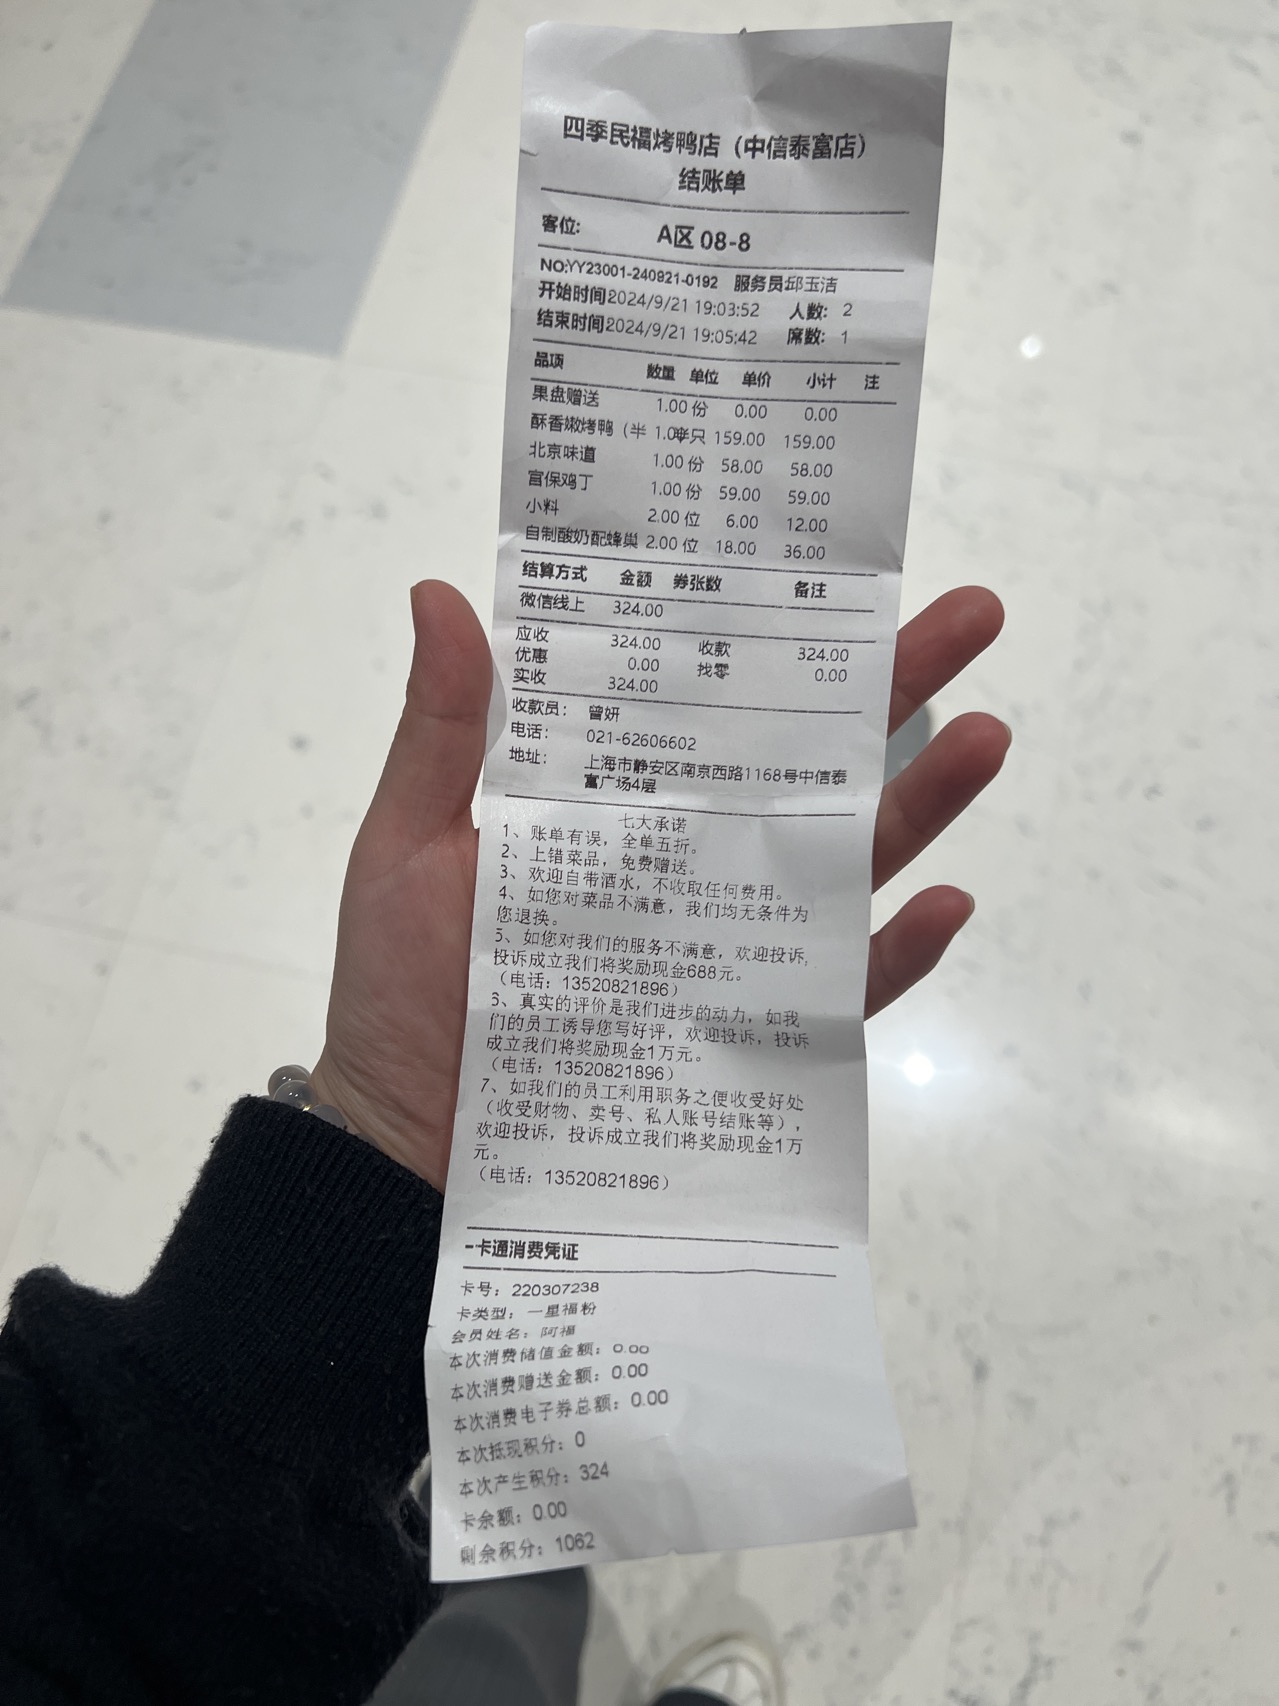 四季民福烤鸭店（中信泰富店）
结账单
客位: A区 08-8
NO:YY23001-240921-0192 服务员邱玉洁
开始时间2024/9/21 19:03:52 人数: 2
结束时间2024/9/21 19:05:42 席数: 1
品项 数量 单位 单价 小计 注
果盘赠送 1.00 份 0.00 0.00
酥香嫩烤鸭（半 1.00 半只 159.00 159.00
北京味道 1.00 份 58.00 58.00
宫保鸡丁 1.00 份 59.00 59.00
小料 2.00 位 6.00 12.00
自制酸奶配蜂巢 2.00 位 18.00 36.00
结算方式 金额 券张数 备注
微信线上 324.00
应收 324.00 收款 324.00
优惠 0.00 找零 0.00
实收 324.00
收款员: 曾妍
电话: 021-62606602
地址: 上海市静安区南京西路1168号中信泰
富广场4层
七大承诺
1、账单有误，全单五折。
2、上错菜品，免费赠送。
3、欢迎自带酒水，不收取任何费用。
4、如您对菜品不满意，我们均无条件为
您退换。
5、如您对我们的服务不满意，欢迎投诉，
投诉成立我们将奖励现金688元。
（电话：13520821896）
6、真实的评价是我们进步的动力，如我
们的员工诱导您写好评，欢迎投诉，投诉
成立我们将奖励现金1万元。
（电话：13520821896）
7、如我们的员工利用职务之便收受好处
（收受财物、卖号、私人账号结账等），
欢迎投诉，投诉成立我们将奖励现金1万
元。
（电话：13520821896）
一卡通消费凭证
卡号：220307238
卡类型：一星福粉
会员姓名：阿福
本次消费储值金额：0.00
本次消费赠送金额：0.00
本次消费电子券总额：0.00
本次抵现积分：0
本次产生积分：324
卡余额：0.00
剩余积分：1062